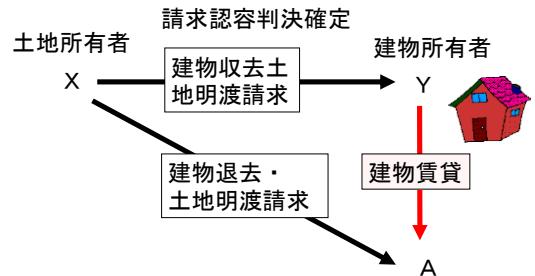 請求認容判決確定
土地所有者
建物所有者
X
建物収去土
地明渡請求
Y
建物退去・
土地明渡請求
建物賃貸
A